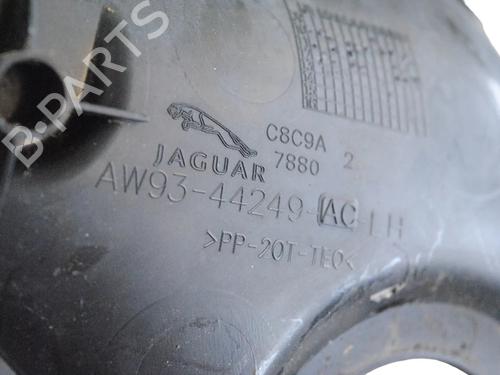 B-PARTS
C8C9A 2
7880
JAGUAR
AW93-44249-AC-LH
>PP-20T-TEO<